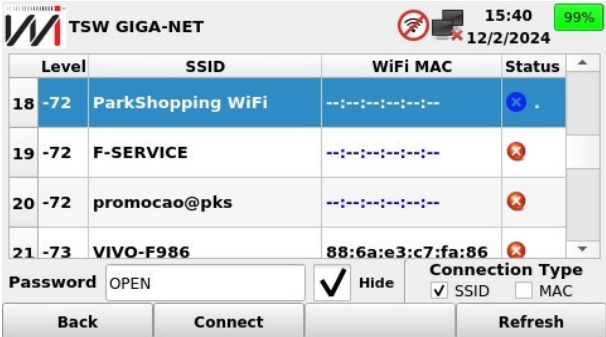 TSW GIGA-NET
15:40
12/2/2024
99%
Level SSID WiFi MAC Status
18 -72 ParkShopping WiFi --:--:--:--:--:-- .
19 -72 F-SERVICE --:--:--:--:--:--
20 -72 promocao@pks --:--:--:--:--:--
21 -73 VIVO-F986 88:6a:e3:c7:fa:86
Connection Type
Password OPEN Hide
SSID MAC
Back Connect Refresh